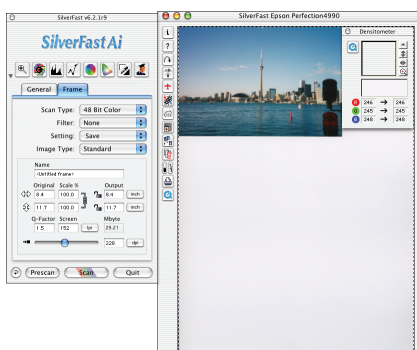 SilverFast v6.2.1r9
SilverFast Ai
General Frame
Scan Type: 48 Bit Color
Filter: None
Setting: Save
Image Type: Standard
Name
<Untitled frame>
Original Scale % Output
8.4 100.0 8.4 inch
11.7 100.0 11.7 inch
Q-Factor Screen Mbyte
1.5 152 lpi 29.21
228 dpi
Prescan Scan Quit
SilverFast Epson Perfection4990
Densitometer
R 246 → 246
G 245 → 245
B 248 → 248